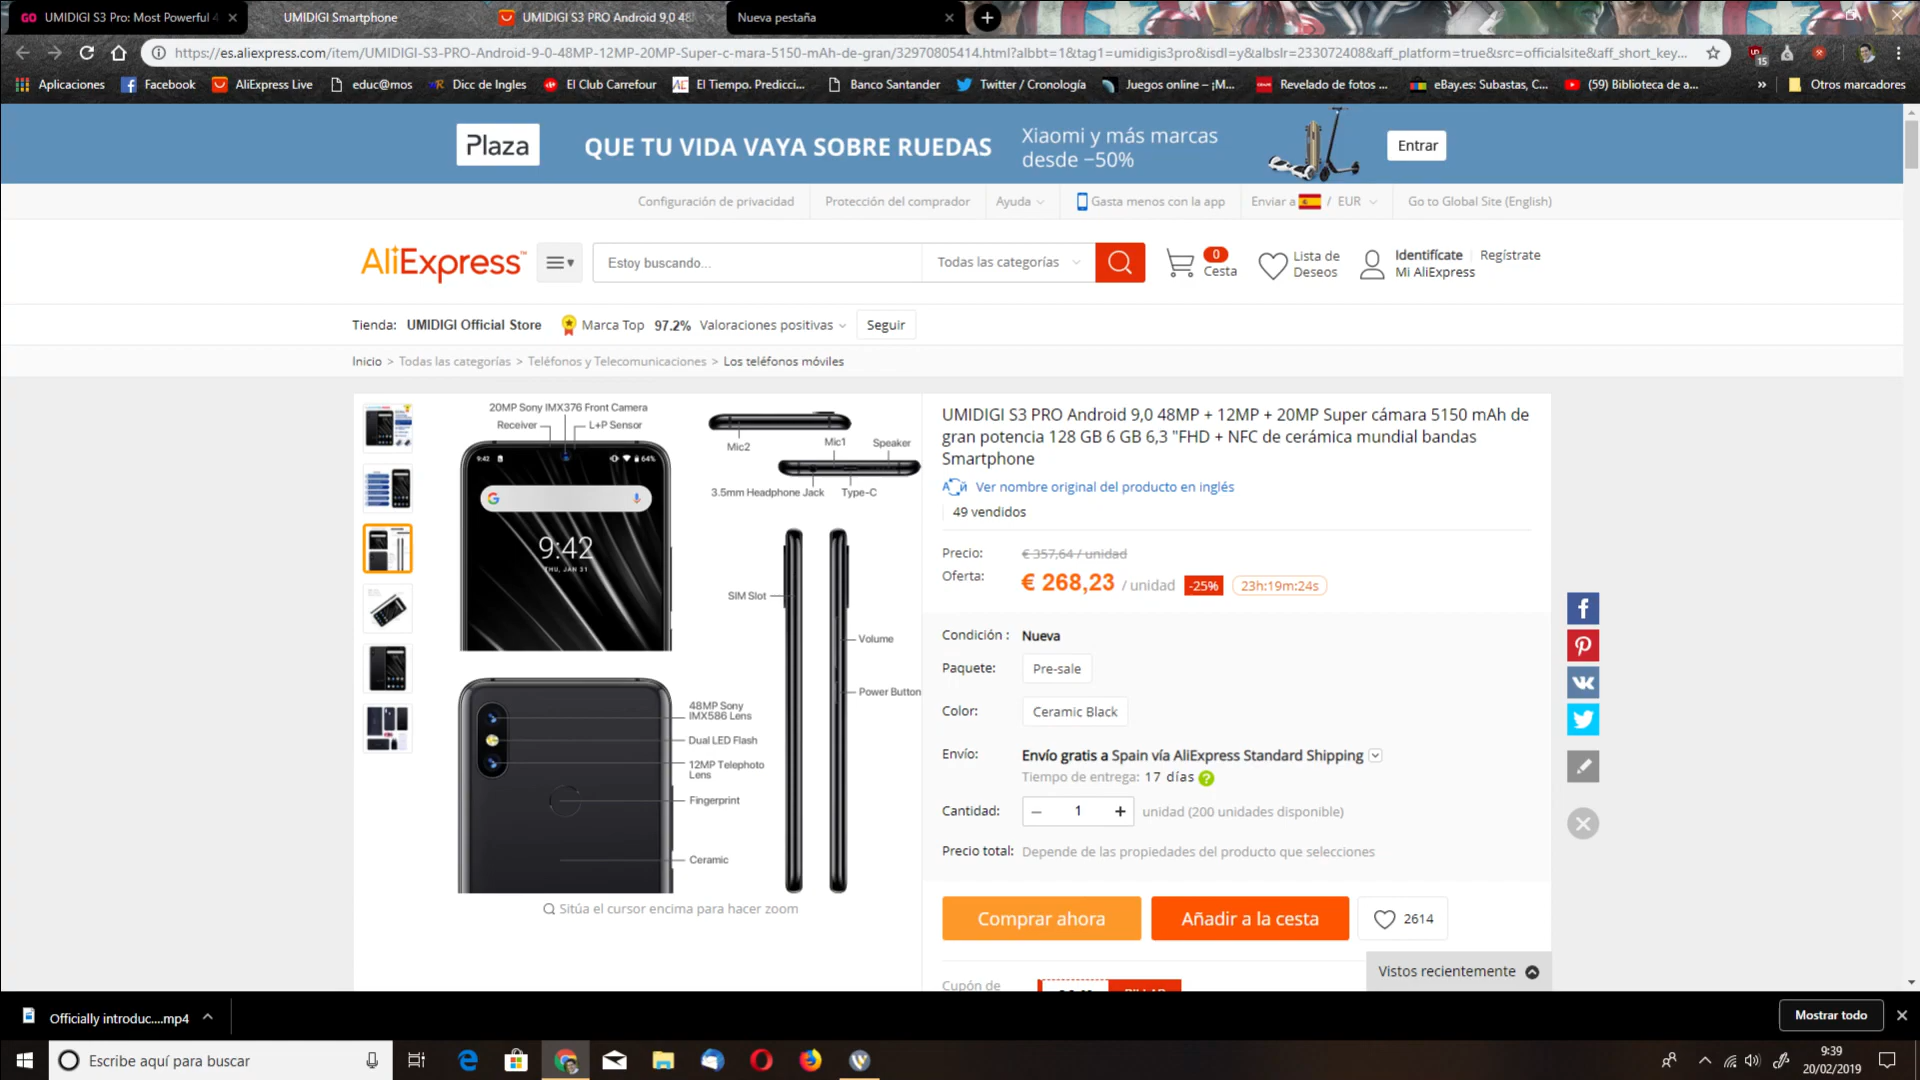 UMIDIGI S3 Pro: Most Powerful 4
UMIDIGI Smartphone
UMIDIGI S3 PRO Android 9,0 48M
Nueva pestaña
https://es.aliexpress.com/item/UMIDIGI-S3-PRO-Android-9-0-48MP-12MP-20MP-Super-c-mara-5150-mAh-de-gran/32970805414.html?albbt=1&tag1=umidigis3pro&isdl=y&albslr=233072408&aff_platform=true&src=officialsite&aff_short_key...
15
Aplicaciones
Facebook
AliExpress Live
educ@mos
Dicc de Ingles
El Club Carrefour
El Tiempo. Predicci...
Banco Santander
Twitter / Cronología
Juegos online – ¡M...
Revelado de fotos ...
eBay.es: Subastas, C...
(59) Biblioteca de a...
»
Otros marcadores
Plaza
QUE TU VIDA VAYA SOBRE RUEDAS
Xiaomi y más marcas
desde –50%
Entrar
Configuración de privacidad
Protección del comprador
Ayuda
Gasta menos con la app
Enviar a / EUR
Go to Global Site (English)
AliExpress™
Estoy buscando...
Todas las categorías
0
Cesta
Lista de
Deseos
Identifícate
Regístrate
Mi AliExpress
Tienda: UMIDIGI Official Store
Marca Top 97.2% Valoraciones positivas
Seguir
Inicio > Todas las categorías > Teléfonos y Telecomunicaciones > Los teléfonos móviles
20MP Sony IMX376 Front Camera
Receiver
L+P Sensor
9:42
64%
9:42
THU, JAN 31
Mic2
Mic1
Speaker
3.5mm Headphone Jack
Type-C
SIM Slot
Volume
Power Button
48MP Sony
IMX586 Lens
Dual LED Flash
12MP Telephoto
Lens
Fingerprint
Ceramic
Sitúa el cursor encima para hacer zoom
UMIDIGI S3 PRO Android 9,0 48MP + 12MP + 20MP Super cámara 5150 mAh de
gran potencia 128 GB 6 GB 6,3 "FHD + NFC de cerámica mundial bandas
Smartphone
Ver nombre original del producto en inglés
49 vendidos
Precio: € 357,64 / unidad
Oferta: € 268,23 / unidad -25% 23h:19m:24s
Condición : Nueva
Paquete: Pre-sale
Color: Ceramic Black
Envío: Envío gratis a Spain vía AliExpress Standard Shipping
Tiempo de entrega: 17 días ?
Cantidad: – 1 + unidad (200 unidades disponible)
Precio total: Depende de las propiedades del producto que selecciones
Comprar ahora
Añadir a la cesta
2614
Vistos recientemente
Cupón de
Officially introduc....mp4
Mostrar todo
Escribe aquí para buscar
9:39
20/02/2019